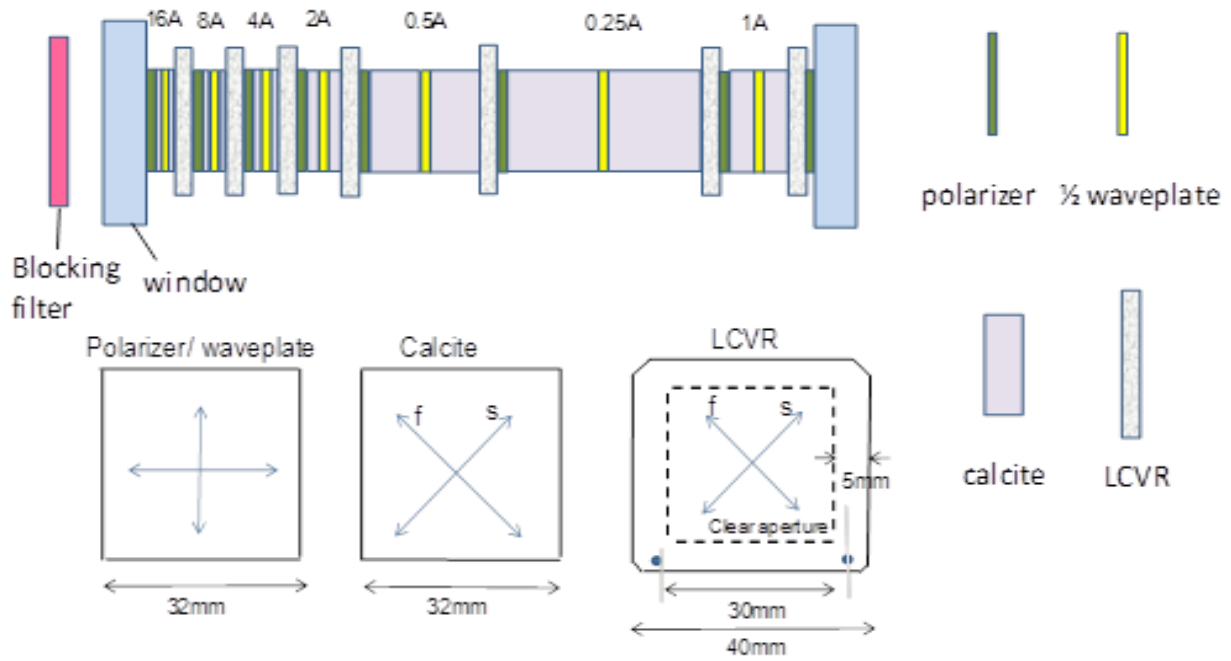 16A 8A 4A 2A 0.5A 0.25A 1A
polarizer ½ waveplate
Blocking
filter
window
Polarizer/ waveplate Calcite LCVR
f s f s
5mm
Clear aperture
calcite LCVR
32mm 32mm 30mm
40mm